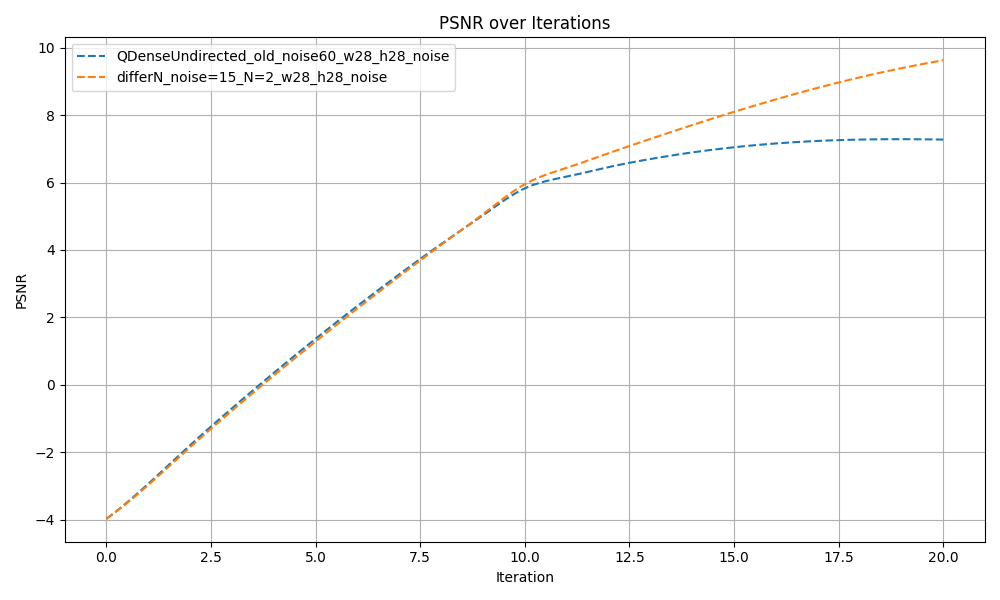 PSNR over Iterations
QDenseUndirected_old_noise60_w28_h28_noise
differN_noise=15_N=2_w28_h28_noise
10
8
6
4
2
0
−2
−4
PSNR
0.0 2.5 5.0 7.5 10.0 12.5 15.0 17.5 20.0
Iteration